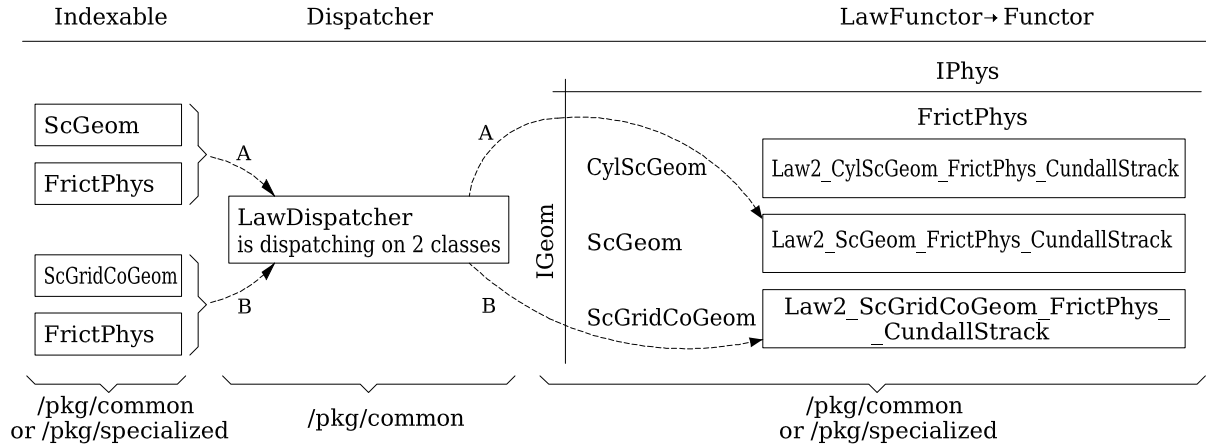 Indexable
Dispatcher
LawFunctor→ Functor
IPhys
FrictPhys
ScGeom
FrictPhys
A
A
LawDispatcher
is dispatching on 2 classes
IGeom
CylScGeom
Law2_CylScGeom_FrictPhys_CundallStrack
ScGeom
Law2_ScGeom_FrictPhys_CundallStrack
ScGridCoGeom
FrictPhys
B
B
ScGridCoGeom
Law2_ScGridCoGeom_FrictPhys_
_CundallStrack
/pkg/common
or /pkg/specialized
/pkg/common
/pkg/common
or /pkg/specialized